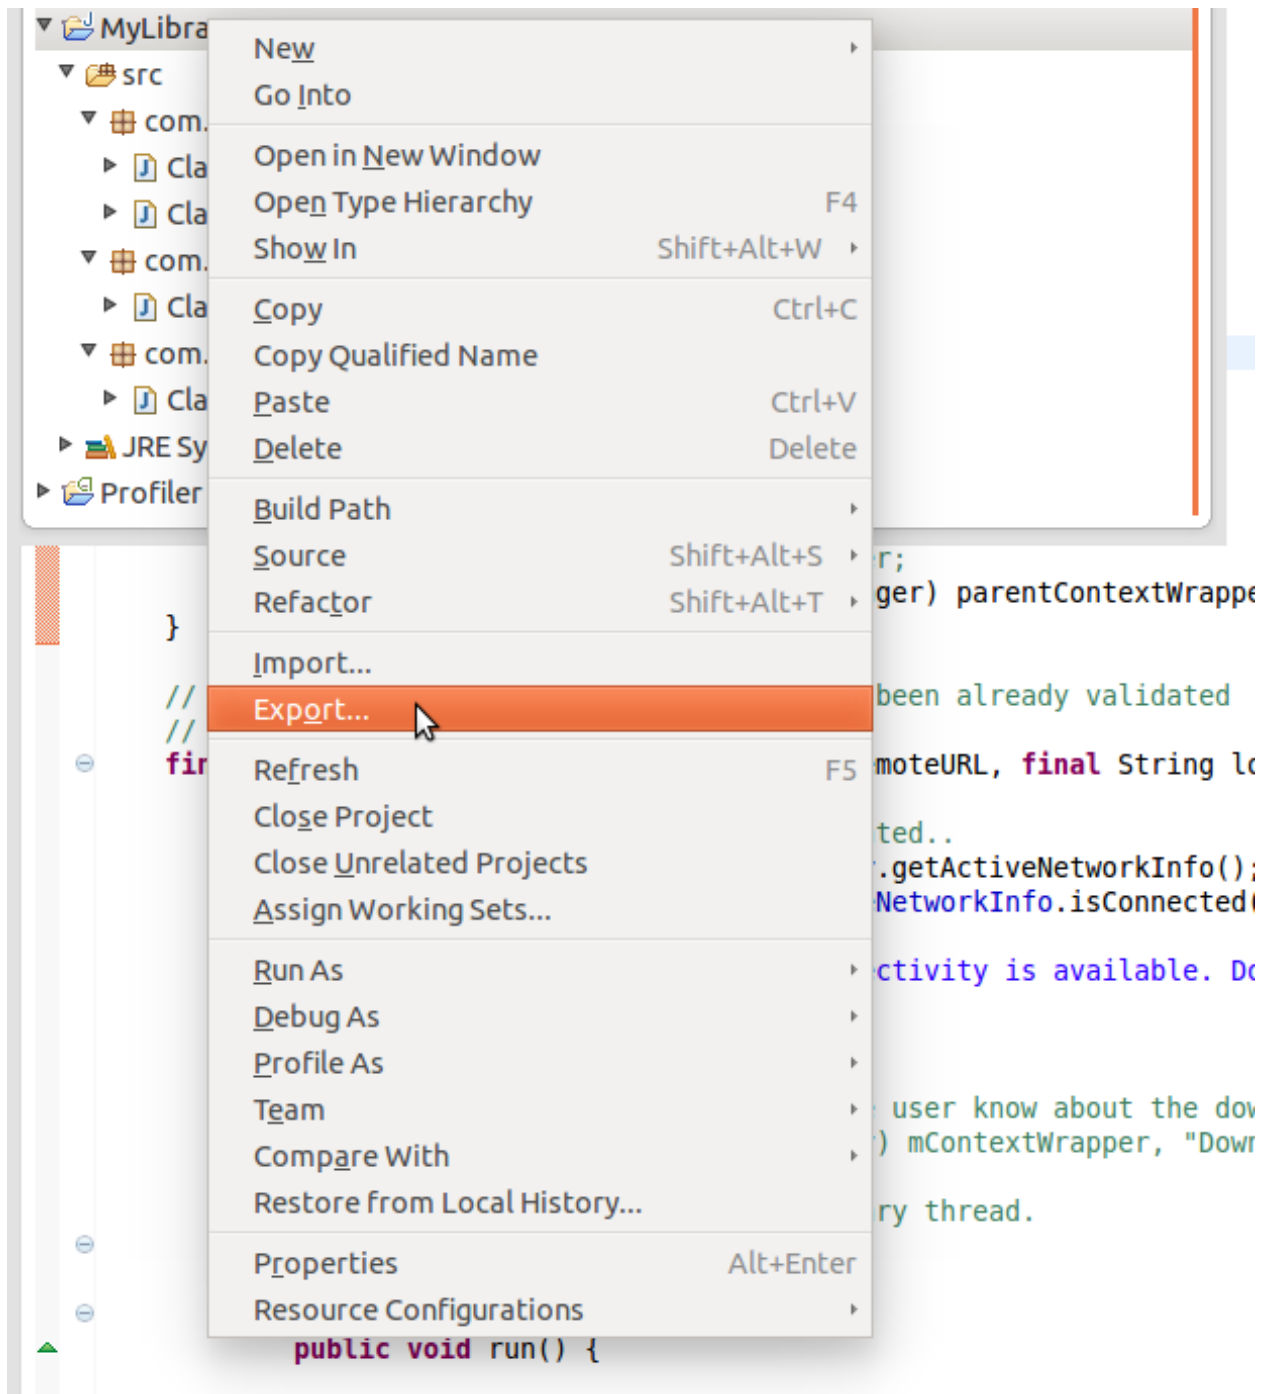 MyLibra
src
com.
Cla
Cla
com.
Cla
com.
Cla
JRE Sy
Profiler
New
Go Into
Open in New Window
Open Type Hierarchy F4
Show In Shift+Alt+W
Copy Ctrl+C
Copy Qualified Name
Paste Ctrl+V
Delete Delete
Build Path
Source Shift+Alt+S
Refactor Shift+Alt+T
Import...
Export...
Refresh F5
Close Project
Close Unrelated Projects
Assign Working Sets...
Run As
Debug As
Profile As
Team
Compare With
Restore from Local History...
Properties Alt+Enter
Resource Configurations
r;
ger) parentContextWrappe
}
// been already validated
//
fin moteURL, final String lo
ted..
.getActiveNetworkInfo();
NetworkInfo.isConnected(
ctivity is available. Do
user know about the dow
) mContextWrapper, "Down
ry thread.
public void run() {